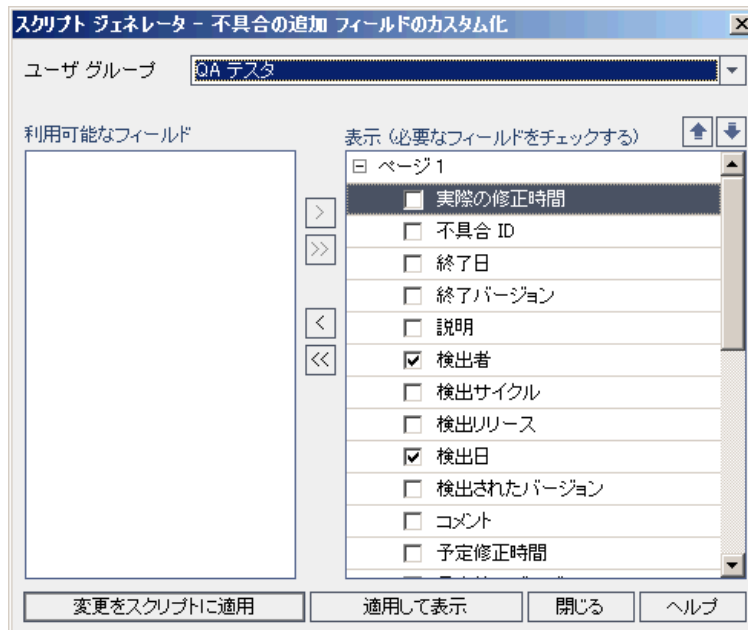 スクリプト ジェネレータ - 不具合の追加 フィールドのカスタム化
ユーザ グループ QA テスタ
利用可能なフィールド
表示 (必要なフィールドをチェックする)
ページ 1
実際の修正時間
不具合 ID
終了日
終了バージョン
説明
検出者
検出サイクル
検出リリース
検出日
検出されたバージョン
コメント
予定修正時間
変更をスクリプトに適用 適用して表示 閉じる ヘルプ